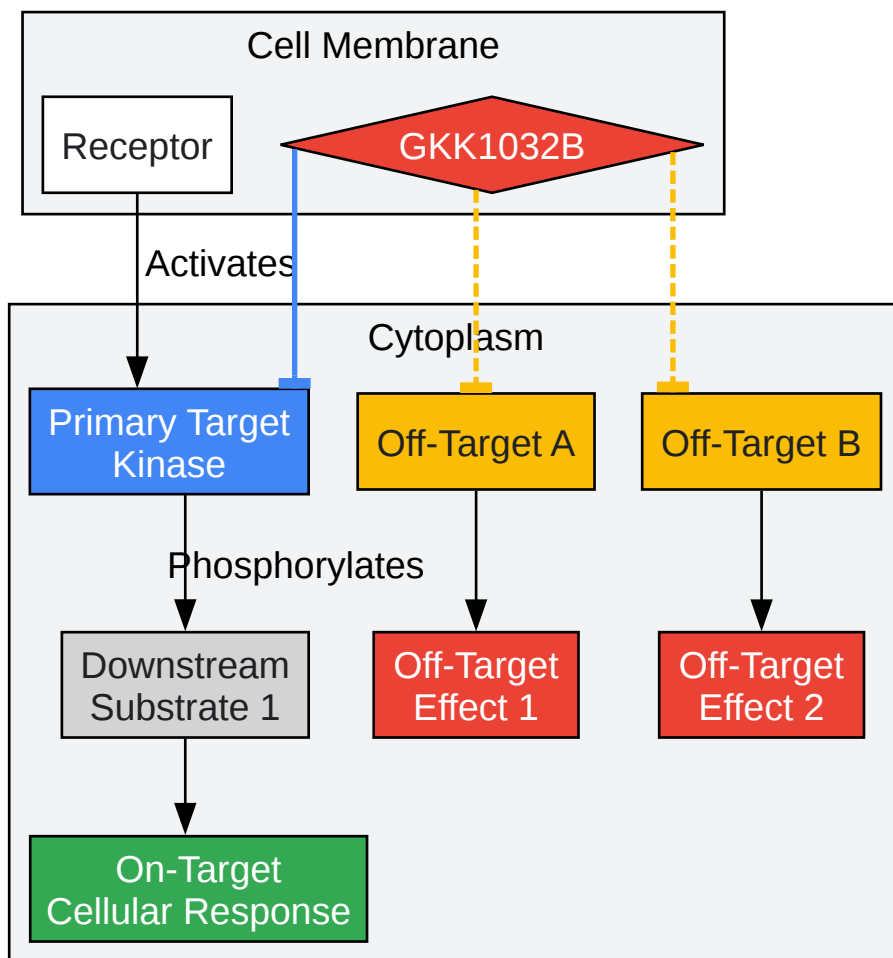 Cell Membrane
Receptor
GKK1032B
Activates
Cytoplasm
Primary Target
Kinase
Off-Target A
Off-Target B
Phosphorylates
Downstream
Substrate 1
Off-Target
Effect 1
Off-Target
Effect 2
On-Target
Cellular Response